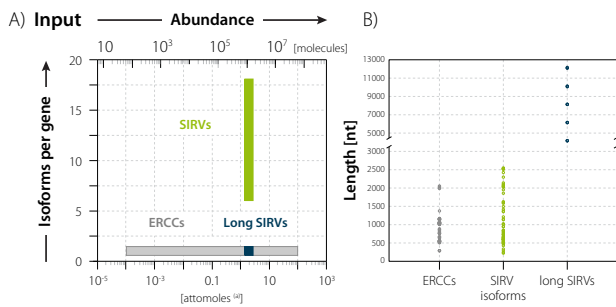 A) Input Abundance
10 10³ 10⁵ 10⁷ [molecules]
Isoforms per gene
20
15
10
5
1
0
SIRVs
ERCCs Long SIRVs
10⁻⁵ 10⁻³ 0.1 10 10³
[attomoles ⁽ᵃ⁾]
B)
Length [nt]
13000
11000
9000
7000
5000
3000
2500
2000
1500
1000
500
ERCCs SIRV long SIRVs
isoforms